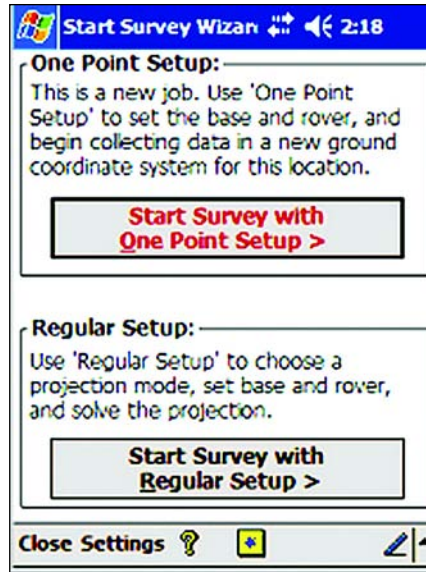 Start Survey Wizan 2:18
One Point Setup:
This is a new job. Use 'One Point
Setup' to set the base and rover, and
begin collecting data in a new ground
coordinate system for this location.
Start Survey with
One Point Setup >
Regular Setup:
Use 'Regular Setup' to choose a
projection mode, set base and rover,
and solve the projection.
Start Survey with
Regular Setup >
Close Settings